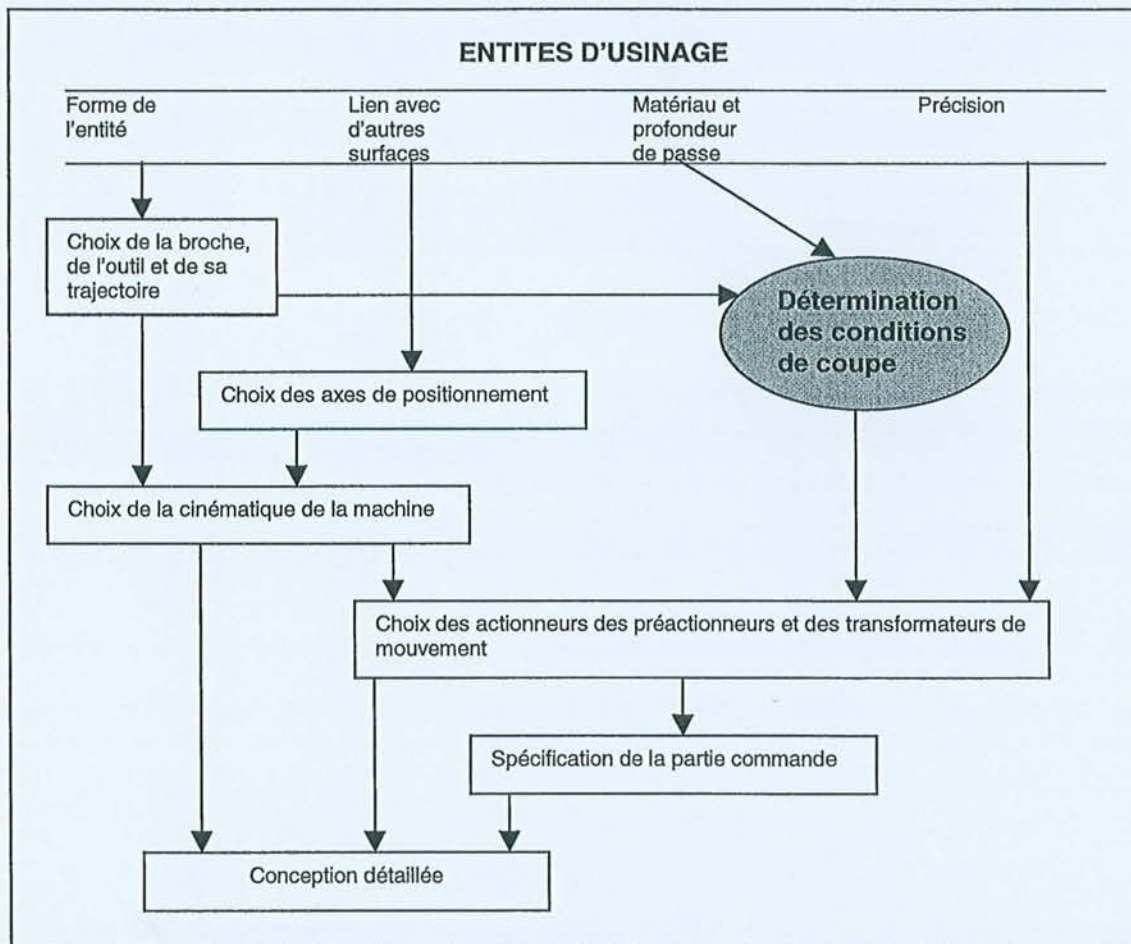 ENTITES D'USINAGE
Forme de
l'entité
Lien avec
d'autres
surfaces
Matériau et
profondeur
de passe
Précision
Choix de la broche,
de l'outil et de sa
trajectoire
Détermination
des conditions
de coupe
Choix des axes de positionnement
Choix de la cinématique de la machine
Choix des actionneurs des préactionneurs et des transformateurs de
mouvement
Spécification de la partie commande
Conception détaillée